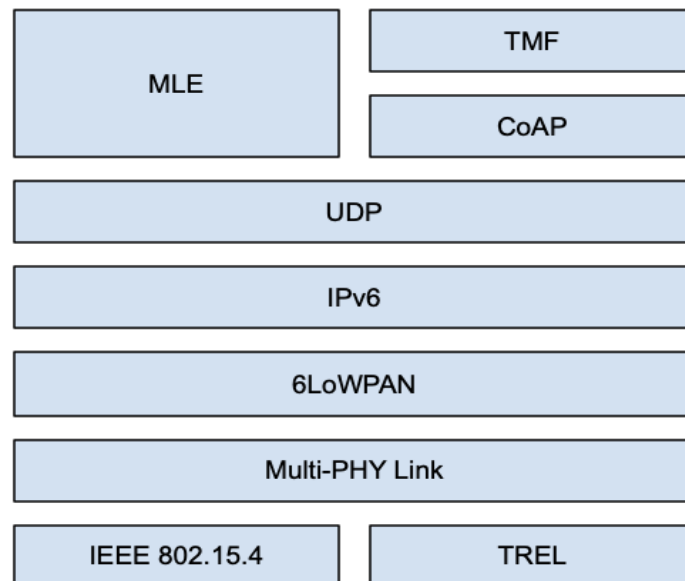 MLE
TMF
CoAP
UDP
IPv6
6LoWPAN
Multi-PHY Link
IEEE 802.15.4
TREL